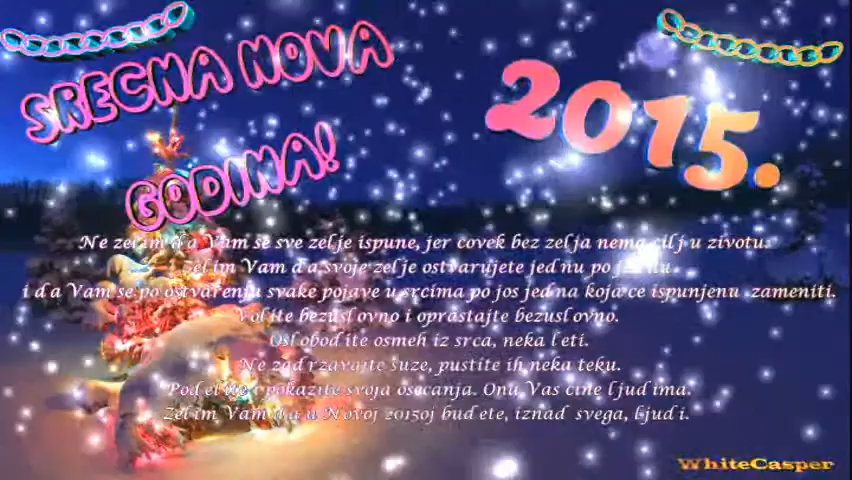 SRECNA NOVA
GODINA!
2015.
Ne zelim da Vam se sve zelje ispune, jer covek bez zelja nema cilj u zivotu.
Zelim Vam da svoje zelje ostvarujete jednu po jednu
i da Vam se po ostvarenju svake pojave u srcima po jos jedna koja ce ispunjenu zameniti.
Volite bezuslovno i oprastajte bezuslovno.
Oslobodite osmeh iz srca, neka leti.
Ne zadrzavajte suze, pustite ih neka teku.
Podelite i pokazite svoja osecanja. Ona Vas cine ljudima.
Zelim Vam da u Novoj 2015oj budete, iznad svega, ljudi.
WhiteCasper